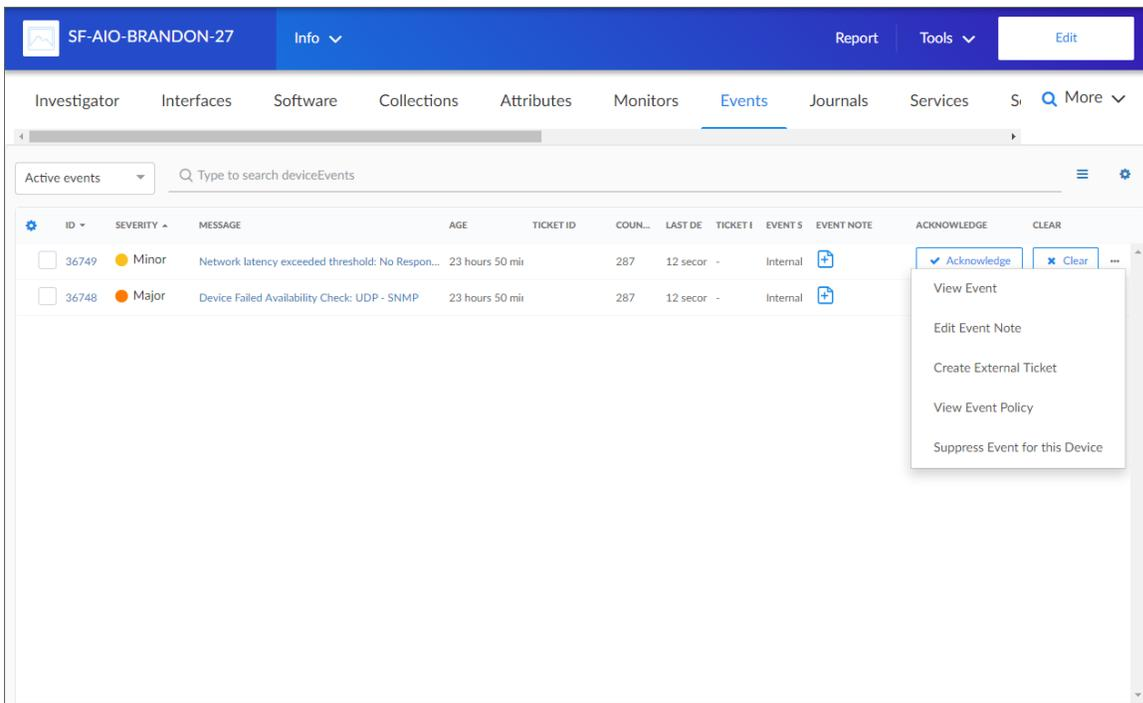 SF-AIO-BRANDON-27 Info Report Tools Edit
Investigator Interfaces Software Collections Attributes Monitors Events Journals Services More
Active events Type to search deviceEvents
ID SEVERITY MESSAGE AGE TICKET ID COUN... LAST DE TICKET E EVENT S EVENT NOTE ACKNOWLEDGE CLEAR
36749 Minor Network latency exceeded threshold: No Respon... 23 hours 50 min 287 12 secor - Internal Acknowledge Clear ...
36748 Major Device Failed Availability Check: UDP - SNMP 23 hours 50 min 287 12 secor - Internal
View Event
Edit Event Note
Create External Ticket
View Event Policy
Suppress Event for this Device